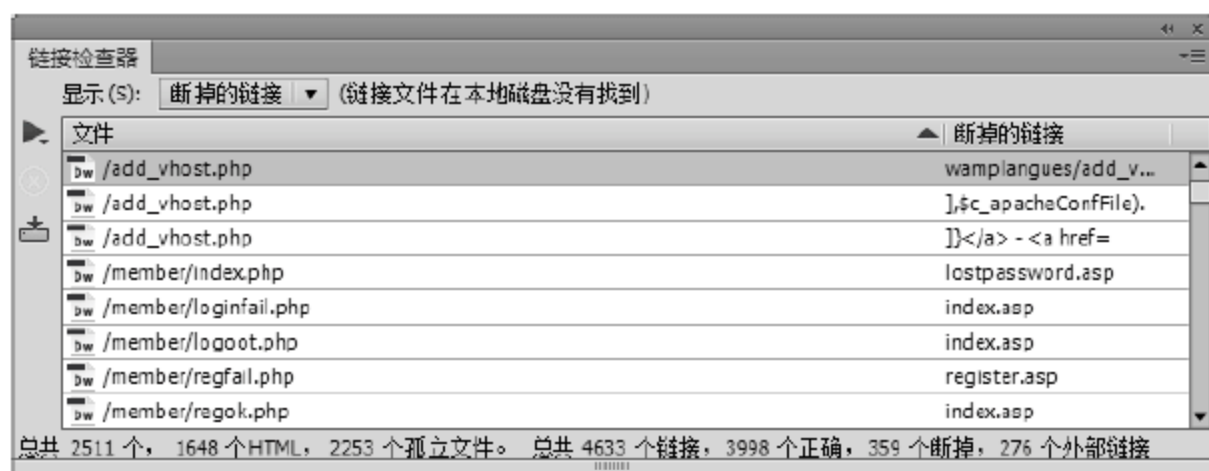 链接检查器
显示(S): 断掉的链接 (链接文件在本地磁盘没有找到)
文件 断掉的链接
/add_vhost.php wamplangues/add_v...
/add_vhost.php ],$c_apacheConfFile).
/add_vhost.php ]}</a> - <a href=
/member/index.php lostpassword.asp
/member/loginfail.php index.asp
/member/logoot.php index.asp
/member/regfail.php register.asp
/member/regok.php index.asp
总共 2511 个， 1648 个HTML， 2253 个孤立文件。 总共 4633 个链接，3998 个正确，359 个断掉，276 个外部链接